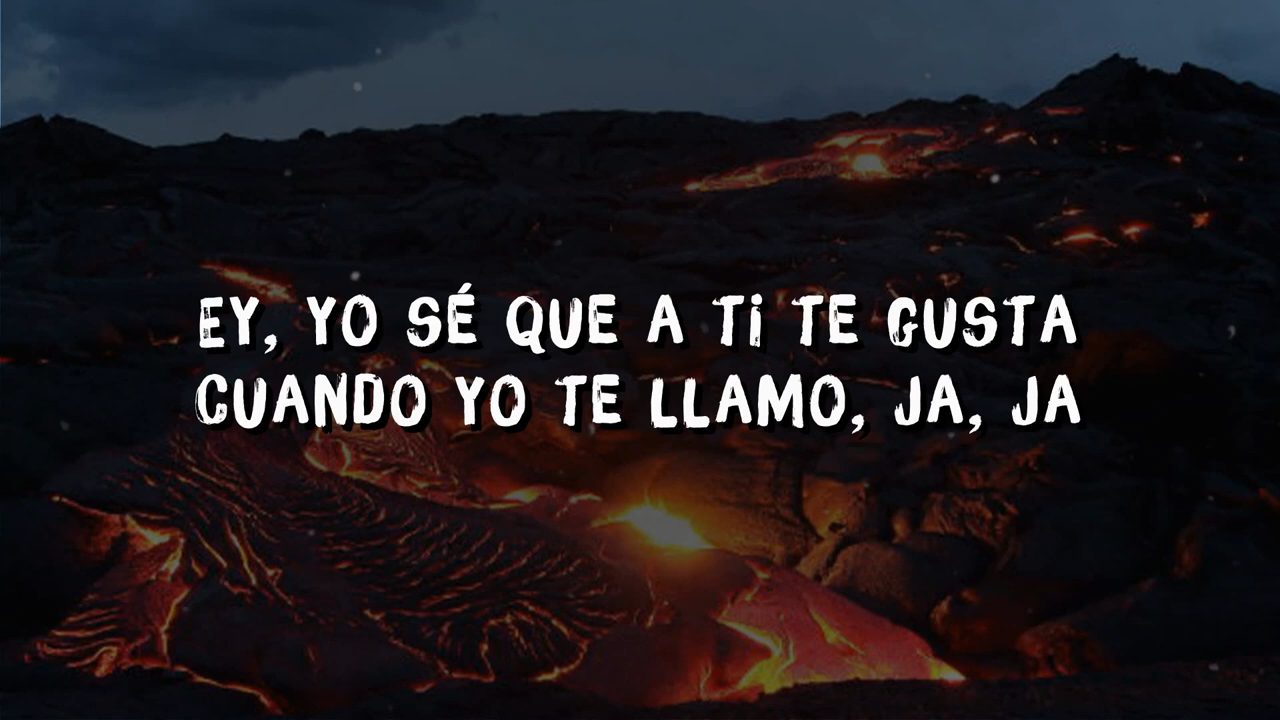 EY, YO SÉ QUE A Ti TE GUSTA
CUANDO YO TE LLAMO, JA, JA